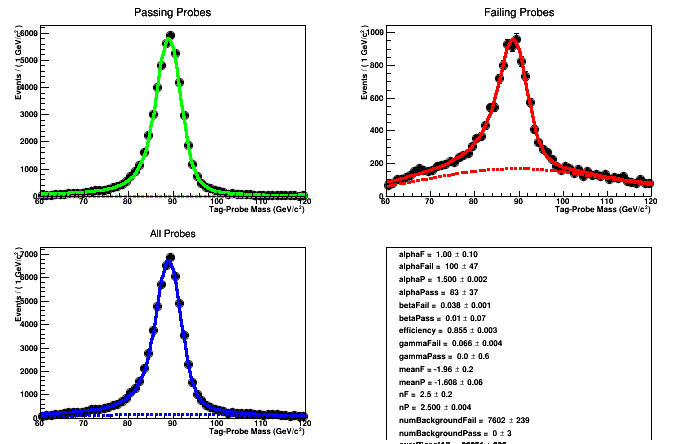 Passing Probes
Events / ( 1 GeV/c²)
6000
5000
4000
3000
2000
1000
0
60 70 80 90 100 110 120
Tag-Probe Mass (GeV/c²)
Failing Probes
Events / ( 1 GeV/c²)
1000
800
600
400
200
60 70 80 90 100 110 120
Tag-Probe Mass (GeV/c²)
All Probes
Events / ( 1 GeV/c²)
7000
6000
5000
4000
3000
2000
1000
0
60 70 80 90 100 110 120
Tag-Probe Mass (GeV/c²)
alphaF = 1.00 ± 0.10
alphaFail = 100 ± 47
alphaP = 1.500 ± 0.002
alphaPass = 83 ± 37
betaFail = 0.038 ± 0.001
betaPass = 0.01 ± 0.07
efficiency = 0.855 ± 0.003
gammaFail = 0.066 ± 0.004
gammaPass = 0.0 ± 0.6
meanF = -1.96 ± 0.2
meanP = -1.608 ± 0.06
nF = 2.5 ± 0.2
nP = 2.500 ± 0.004
numBackgroundFail = 7602 ± 239
numBackgroundPass = 0 ± 3